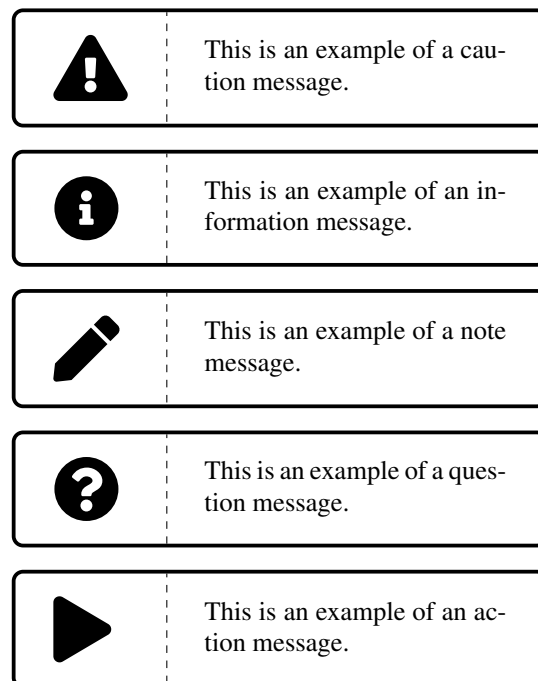 This is an example of a cau-
tion message.
This is an example of an in-
formation message.
This is an example of a note
message.
This is an example of a ques-
tion message.
This is an example of an ac-
tion message.